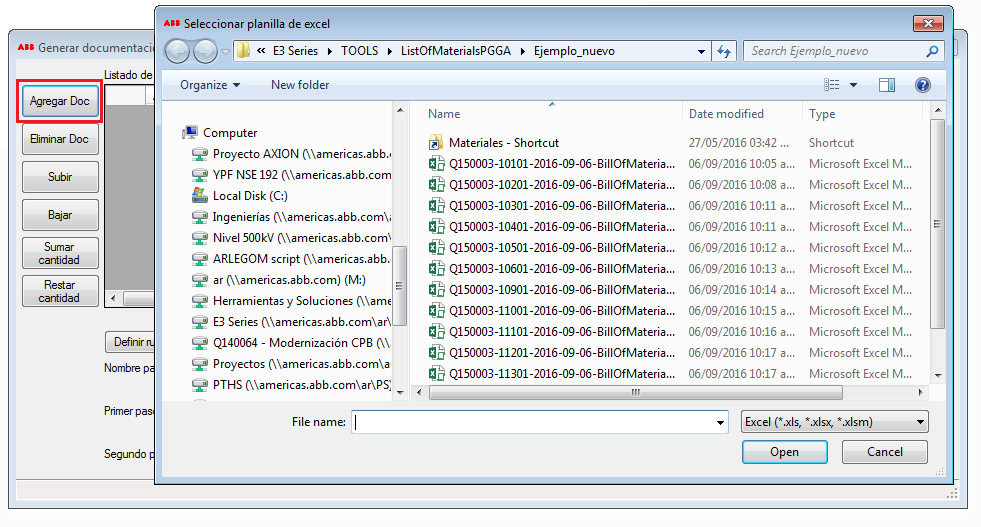 ABB Seleccionar planilla de excel
« E3 Series TOOLS ListOfMaterialsPGGA Ejemplo_nuevo
Search Ejemplo_nuevo
Organize New folder
ABB Generar documentació
Listado de
Agregar Doc
Eliminar Doc
Subir
Bajar
Sumar
cantidad
Restar
cantidad
Definir ru
Nombre pa
Primer paso
Segundo p
Computer
Proyecto AXION (\\americas.abb.com
YPF NSE 192 (\\americas.abb.com
Local Disk (C:)
Ingenierías (\\americas.abb.com\ar\
Nivel 500kV (\\americas.abb.com\
ARLEGOM script (\\americas.abb.
ar (\\americas.abb.com) (M:)
Herramientas y Soluciones (\\ame
E3 Series (\\americas.abb.com\ar\
Q140064 - Modernización CPB (\\
Proyectos (\\americas.abb.com\a
PTHS (\\americas.abb.com\ar\PS)
Name Date modified Type
Materiales - Shortcut 27/05/2016 03:42 ... Shortcut
Q150003-10101-2016-09-06-BillOfMateria... 06/09/2016 10:05 a... Microsoft Excel M...
Q150003-10201-2016-09-06-BillOfMateria... 06/09/2016 10:08 a... Microsoft Excel M...
Q150003-10301-2016-09-06-BillOfMateria... 06/09/2016 10:11 a... Microsoft Excel M...
Q150003-10401-2016-09-06-BillOfMateria... 06/09/2016 10:11 a... Microsoft Excel M...
Q150003-10501-2016-09-06-BillOfMateria... 06/09/2016 10:12 a... Microsoft Excel M...
Q150003-10601-2016-09-06-BillOfMateria... 06/09/2016 10:13 a... Microsoft Excel M...
Q150003-10901-2016-09-06-BillOfMateria... 06/09/2016 10:14 a... Microsoft Excel M...
Q150003-11001-2016-09-06-BillOfMateria... 06/09/2016 10:15 a... Microsoft Excel M...
Q150003-11101-2016-09-06-BillOfMateria... 06/09/2016 10:16 a... Microsoft Excel M...
Q150003-11201-2016-09-06-BillOfMateria... 06/09/2016 10:17 a... Microsoft Excel M...
Q150003-11301-2016-09-06-BillOfMateria... 06/09/2016 10:17 a... Microsoft Excel M...
File name:
Excel (*.xls, *.xlsx, *.xlsm)
Open Cancel